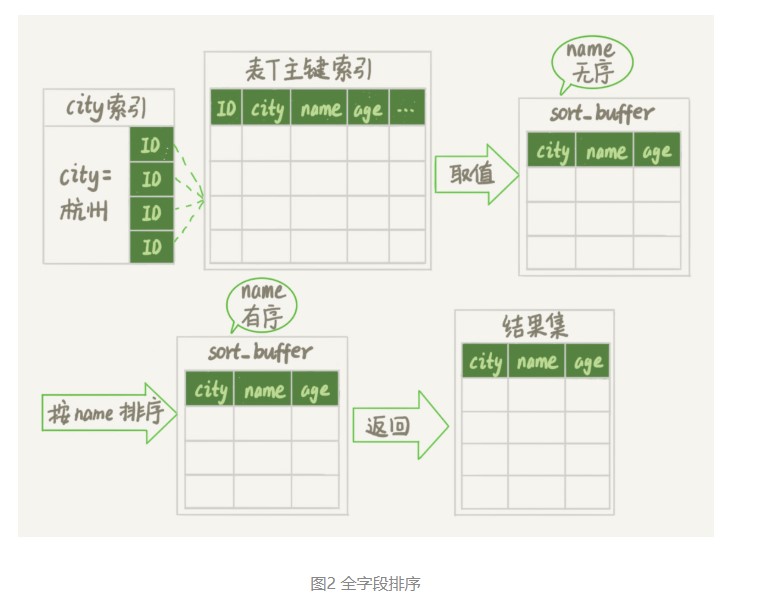 city索引
city=
杭州
ID
ID
ID
ID
表T主键索引
ID city name age ...
取值
name
无序
sort_buffer
city name age
按name排序
name
有序
sort_buffer
city name age
返回
结果集
city name age
图2 全字段排序